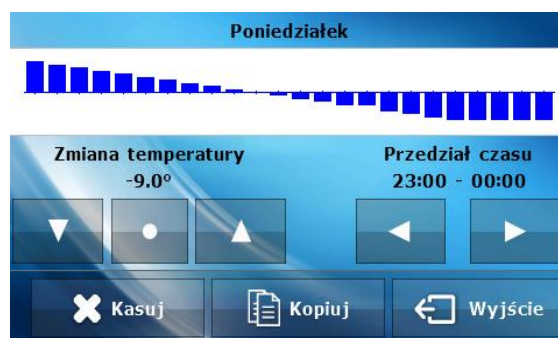 Poniedziałek
Zmiana temperatury
-9.0°
Przedział czasu
23:00 - 00:00
Kasuj
Kopiuj
Wyjście